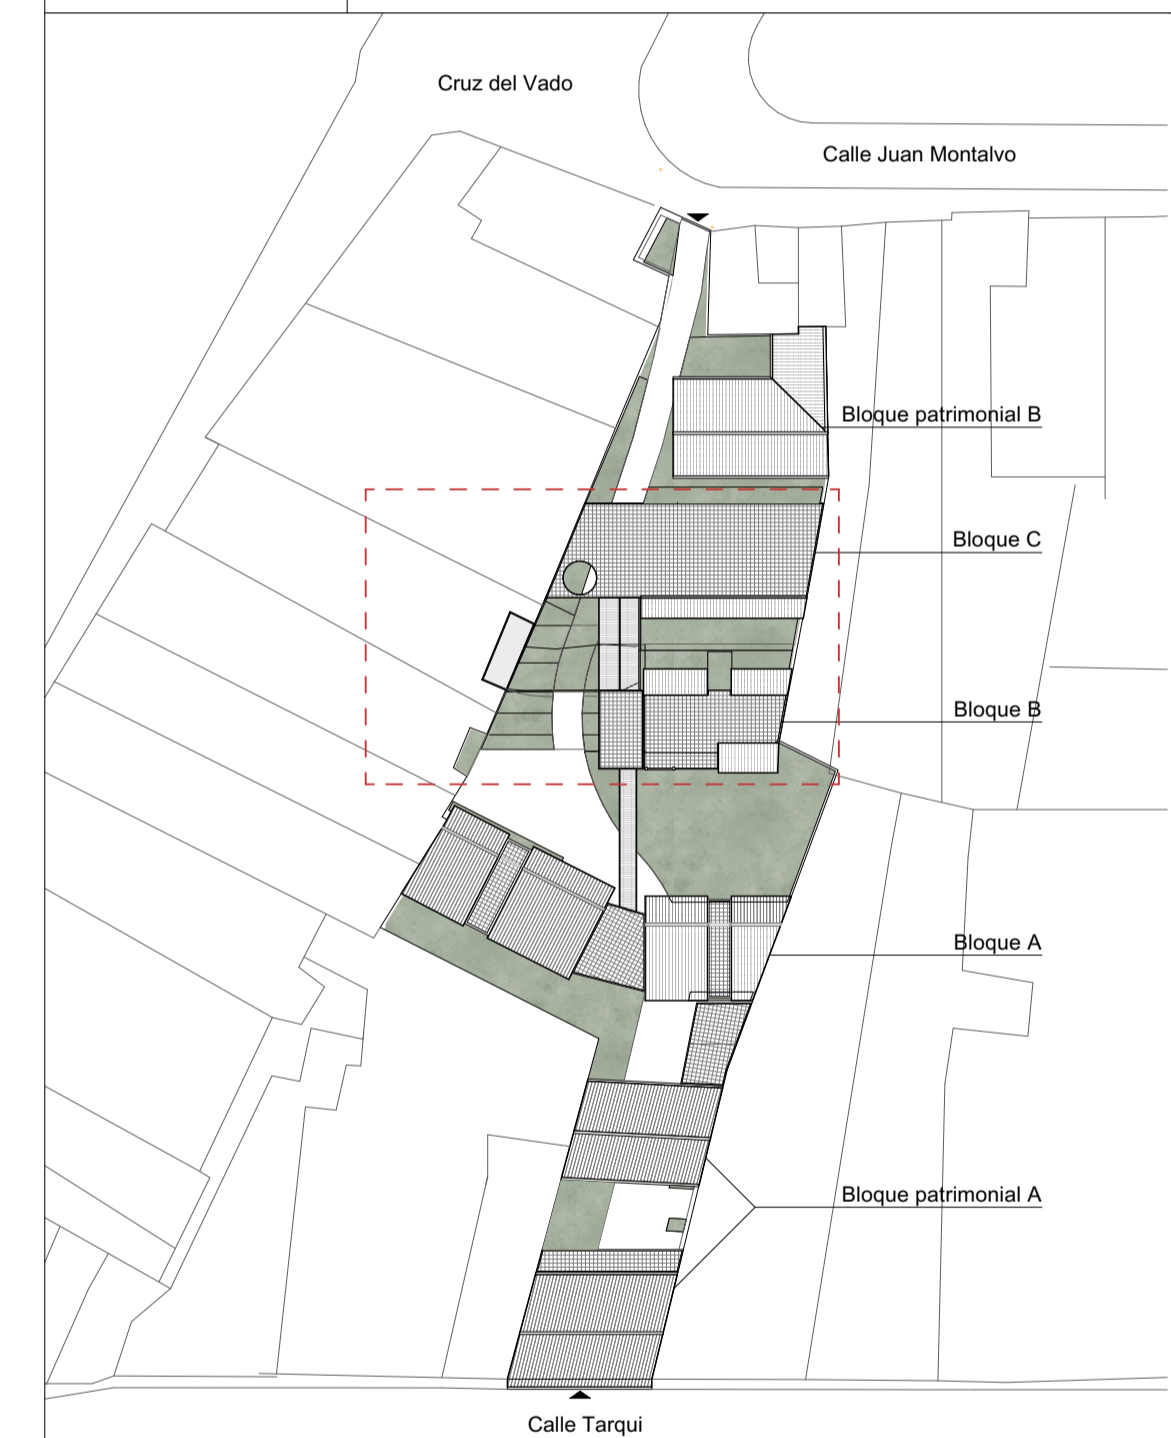 Cruz del Vado
Calle Juan Montalvo
Bloque patrimonial B
Bloque C
Bloque B
Bloque A
Bloque patrimonial A
Calle Tarqui